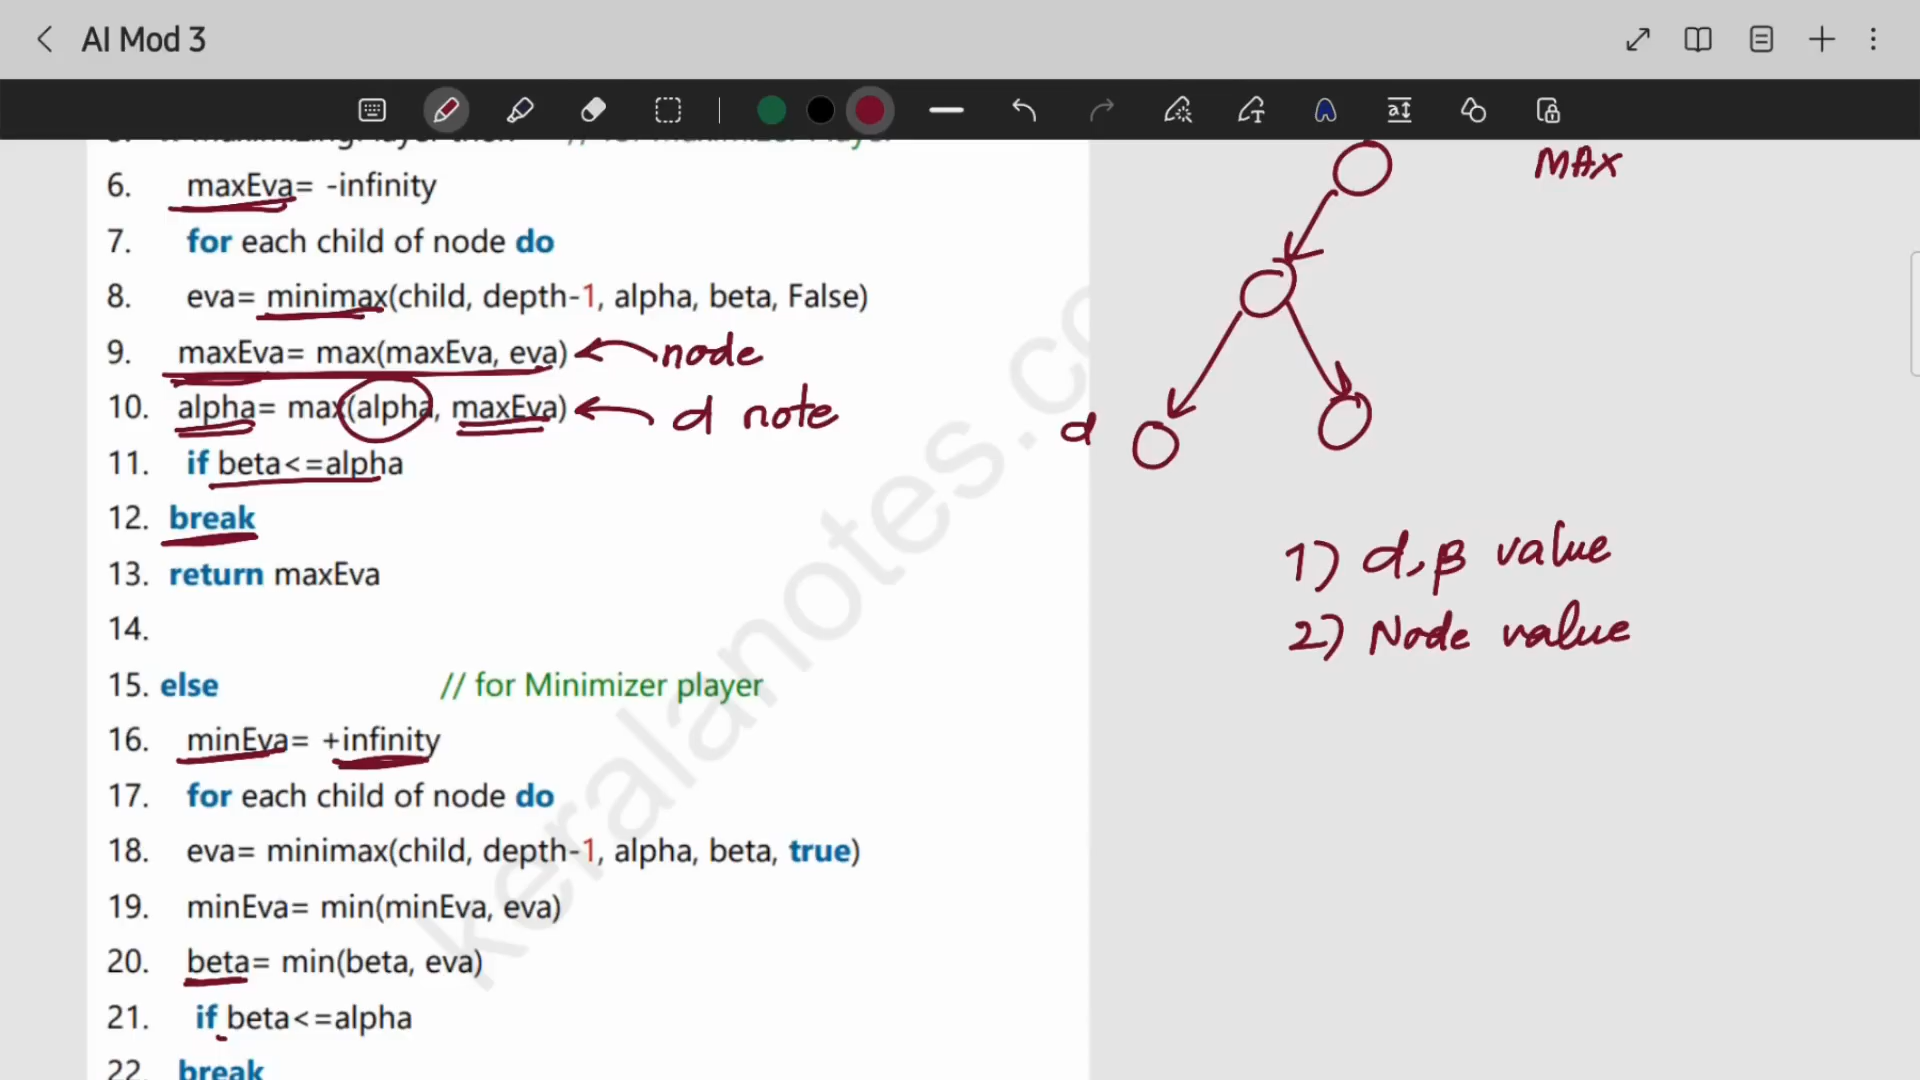 AI Mod 3
6. maxEva= -infinity
7. for each child of node do
8. eva= minimax(child, depth-1, alpha, beta, False)
9. maxEva= max(maxEva, eva) node
10. alpha= max(alpha, maxEva) α note
11. if beta<=alpha
12. break
13. return maxEva
14.
15. else // for Minimizer player
16. minEva= +infinity
17. for each child of node do
18. eva= minimax(child, depth-1, alpha, beta, true)
19. minEva= min(minEva, eva)
20. beta= min(beta, eva)
21. if beta<=alpha
22. break
MAX
α
1) α, β value
2) Node value
keralanotes.co